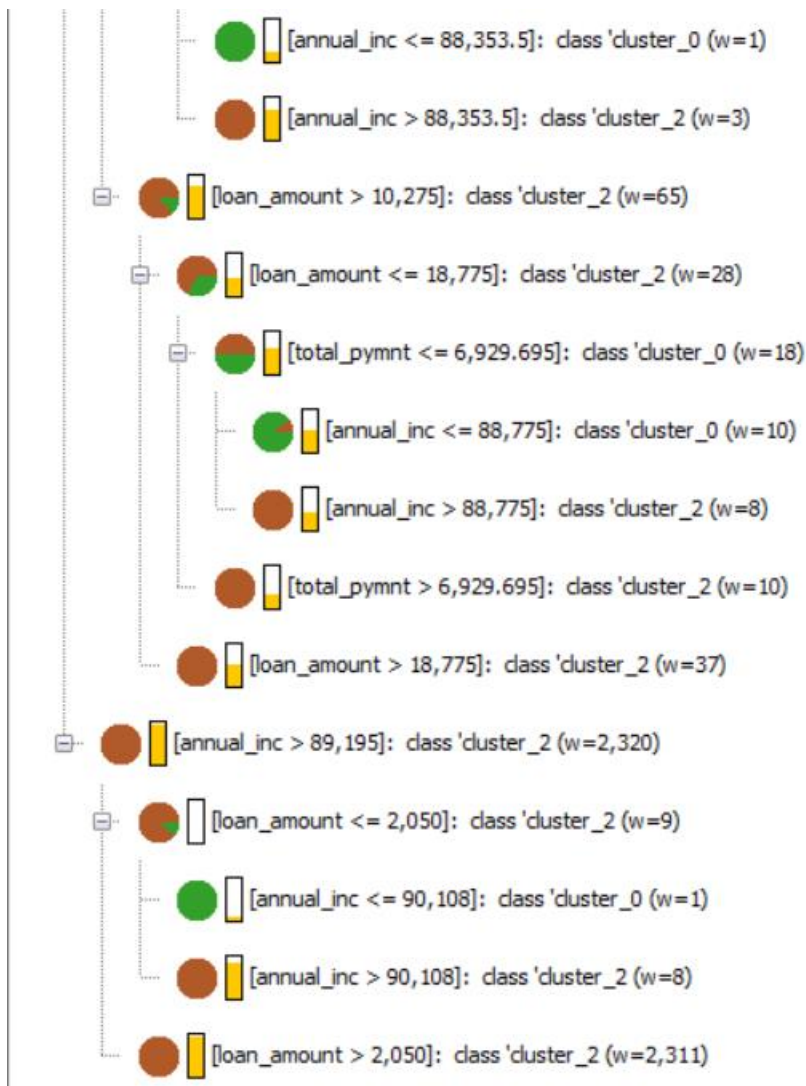 [annual_inc <= 88,353.5]: class 'cluster_0 (w=1)
[annual_inc > 88,353.5]: class 'cluster_2 (w=3)
[loan_amount > 10,275]: class 'cluster_2 (w=65)
[loan_amount <= 18,775]: class 'cluster_2 (w=28)
[total_pymnt <= 6,929.695]: class 'cluster_0 (w=18)
[annual_inc <= 88,775]: class 'cluster_0 (w=10)
[annual_inc > 88,775]: class 'cluster_2 (w=8)
[total_pymnt > 6,929.695]: class 'cluster_2 (w=10)
[loan_amount > 18,775]: class 'cluster_2 (w=37)
[annual_inc > 89,195]: class 'cluster_2 (w=2,320)
[loan_amount <= 2,050]: class 'cluster_2 (w=9)
[annual_inc <= 90,108]: class 'cluster_0 (w=1)
[annual_inc > 90,108]: class 'cluster_2 (w=8)
[loan_amount > 2,050]: class 'cluster_2 (w=2,311)